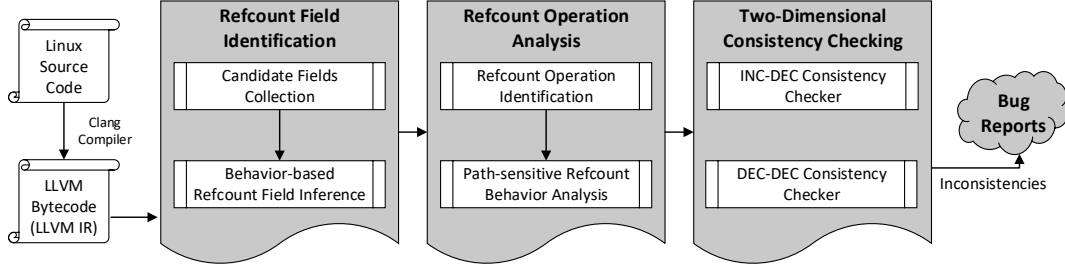 Linux
Source
Code
Clang
Compiler
LLVM
Bytecode
(LLVM IR)
Refcount Field
Identification
Candidate Fields
Collection
Behavior-based
Refcount Field Inference
Refcount Operation
Analysis
Refcount Operation
Identification
Path-sensitive Refcount
Behavior Analysis
Two-Dimensional
Consistency Checking
INC-DEC Consistency
Checker
DEC-DEC Consistency
Checker
Bug
Reports
Inconsistencies